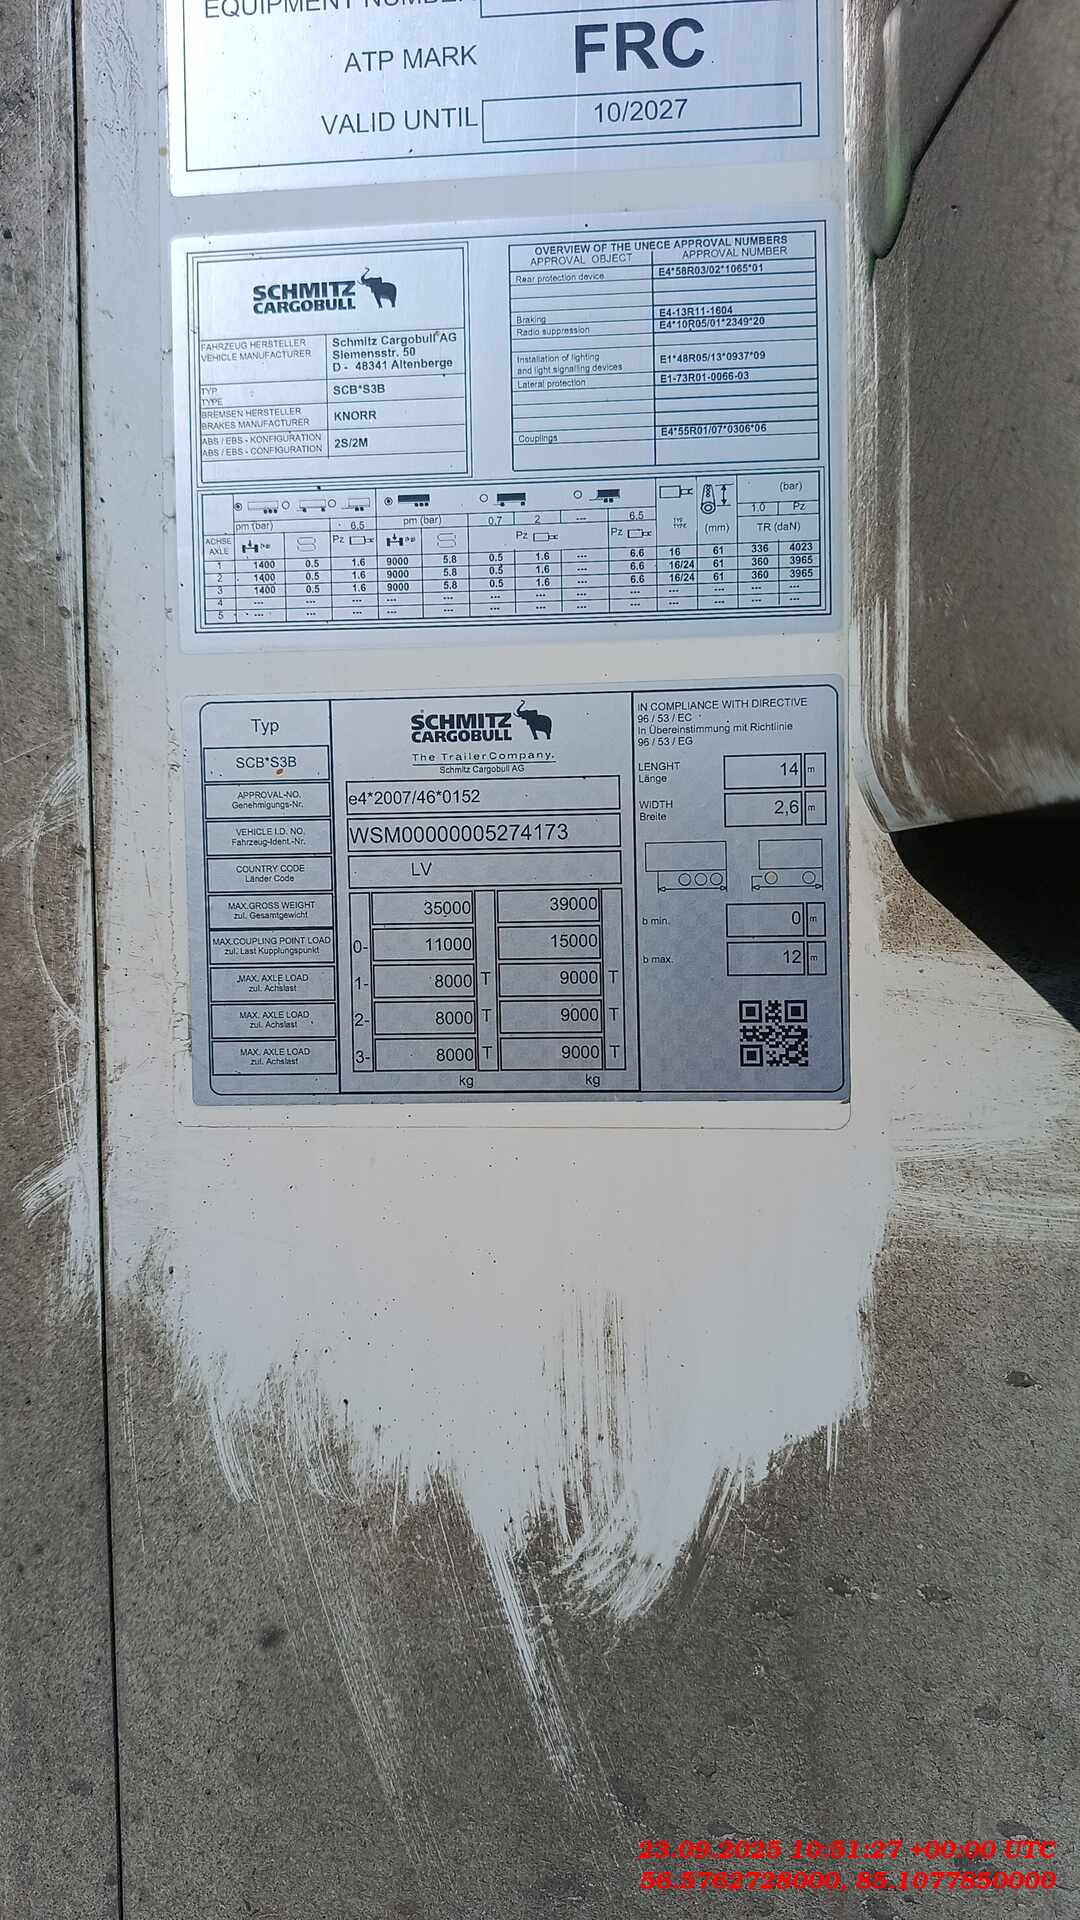 EQUIPMENT NUMBER
ATP MARK FRC
VALID UNTIL 10/2027
SCHMITZ
CARGOBULL
FAHRZEUG HERSTELLER
VEHICLE MANUFACTURER
Schmitz Cargobull AG
Siemensstr. 50
D - 48341 Altenberge
TYP
TYPE
SCB*S3B
BREMSEN HERSTELLER
BRAKES MANUFACTURER
KNORR
ABS / EBS - KONFIGURATION
ABS / EBS - CONFIGURATION
2S/2M
OVERVIEW OF THE UNECE APPROVAL NUMBERS
APPROVAL OBJECT APPROVAL NUMBER
Rear protection device E4*58R03/02*1065*01
Braking E4-13R11-1604
Radio suppression E4*10R05/01*2349*20
Installation of lighting
and light signalling devices
E1*48R05/13*0937*09
Lateral protection E1-73R01-0066-03
Couplings E4*55R01/07*0306*06
(bar)
pm (bar) 6.5 pm (bar) 0.7 2 --- 6.5 1.0 Pz
ACHSE
AXLE
Pz Pz Pz TYP
TYPE
(mm) TR (daN)
1 1400 0.5 1.6 9000 5.8 0.5 1.6 --- 6.6 16 61 336 4023
2 1400 0.5 1.6 9000 5.8 0.5 1.6 --- 6.6 16/24 61 360 3965
3 1400 0.5 1.6 9000 5.8 0.5 1.6 --- 6.6 16/24 61 360 3965
4 --- --- --- --- --- --- --- --- --- --- --- --- ---
5 --- --- --- --- --- --- --- --- --- --- --- --- ---
Typ
SCB*S3B
SCHMITZ
CARGOBULL
The Trailer Company.
Schmitz Cargobull AG
APPROVAL-NO.
Genehmigungs-Nr.
e4*2007/46*0152
VEHICLE I.D. NO.
Fahrzeug-Ident.-Nr.
WSM00000005274173
COUNTRY CODE
Länder Code
LV
MAX.GROSS WEIGHT
zul. Gesamtgewicht
35000 39000
MAX.COUPLING POINT LOAD
zul. Last Kupplungspunkt
0- 11000 15000
MAX. AXLE LOAD
zul. Achslast
1- 8000 T 9000 T
MAX. AXLE LOAD
zul. Achslast
2- 8000 T 9000 T
MAX. AXLE LOAD
zul. Achslast
3- 8000 T 9000 T
kg kg
IN COMPLIANCE WITH DIRECTIVE
96 / 53 / EC
In Übereinstimmung mit Richtlinie
96 / 53 / EG
LENGHT
Länge
14 m
WIDTH
Breite
2,6 m
b min. 0 m
b max. 12 m
23.09.2025 10:51:27 +00:00 UTC
56.5762728000, 85.1077850000